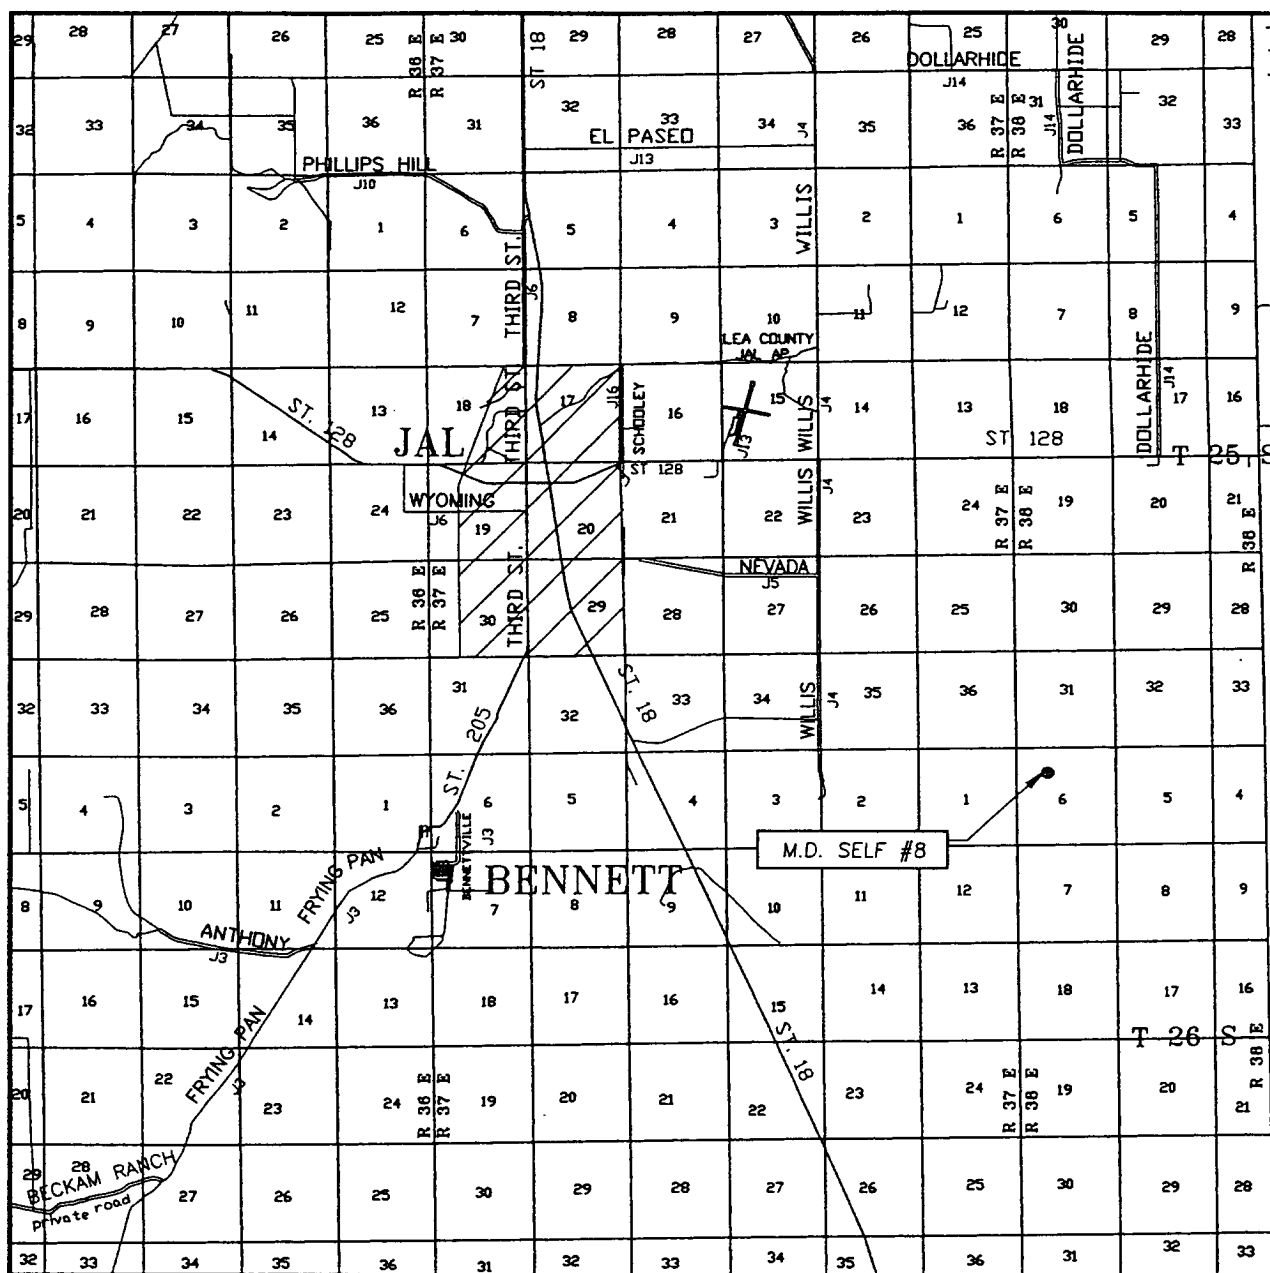 29 28 27 26 25 R 36 E R 37 E 30 ST 18 29 28 27 26 25 30 29 28
DOLLARHIDE
J14
32 33 34 35 36 31 32 33 34 J4 35 36 R 37 E R 38 E 31 J14 DOLLARHIDE 32 33
EL PASEO
J13
PHILLIPS HILL
J10
5 4 3 2 1 6 5 4 3 WILLIS 2 1 6 5 4
THIRD ST.
J6
8 9 10 11 12 7 8 9 10 11 12 7 8 9
LEA COUNTY
JAL AP
DOLLARHIDE
J14
17 16 15 14 13 18 17 16 15 14 13 18 17 16
ST. 128
JAL
THIRD ST.
J16
SCHOOLEY
J13
WILLIS
J4
ST 128
ST 128
T 25 S
WYOMING
J6
20 21 22 23 24 19 20 21 22 23 24 R 37 E R 38 E 19 20 21
WILLIS
J4
R 38 E
NEVADA
J5
29 28 27 26 25 R 36 E R 37 E 30 THIRD ST. 29 28 27 26 25 30 29 28
32 33 34 35 36 31 32 33 34 35 36 31 32 33
ST. 205
ST. 18
WILLIS
J4
5 4 3 2 1 6 5 4 3 2 1 6 5 4
J3
BENNETTVILLE
M.D. SELF #8
BENNETT
FRYING PAN
J3
8 9 10 11 12 7 8 9 10 11 12 7 8 9
ANTHONY
J3
17 16 15 14 13 18 17 16 15 14 13 18 17 16
FRYING PAN
J3
ST. 18
T 26 S
20 21 22 23 24 R 36 E R 37 E 19 20 21 22 23 24 R 37 E R 38 E 19 20 21 R 38 E
29 28 27 26 25 30 29 28 27 26 25 30 29 28
BECKAM RANCH
private road
32 33 34 35 36 31 32 33 34 35 36 31 32 33